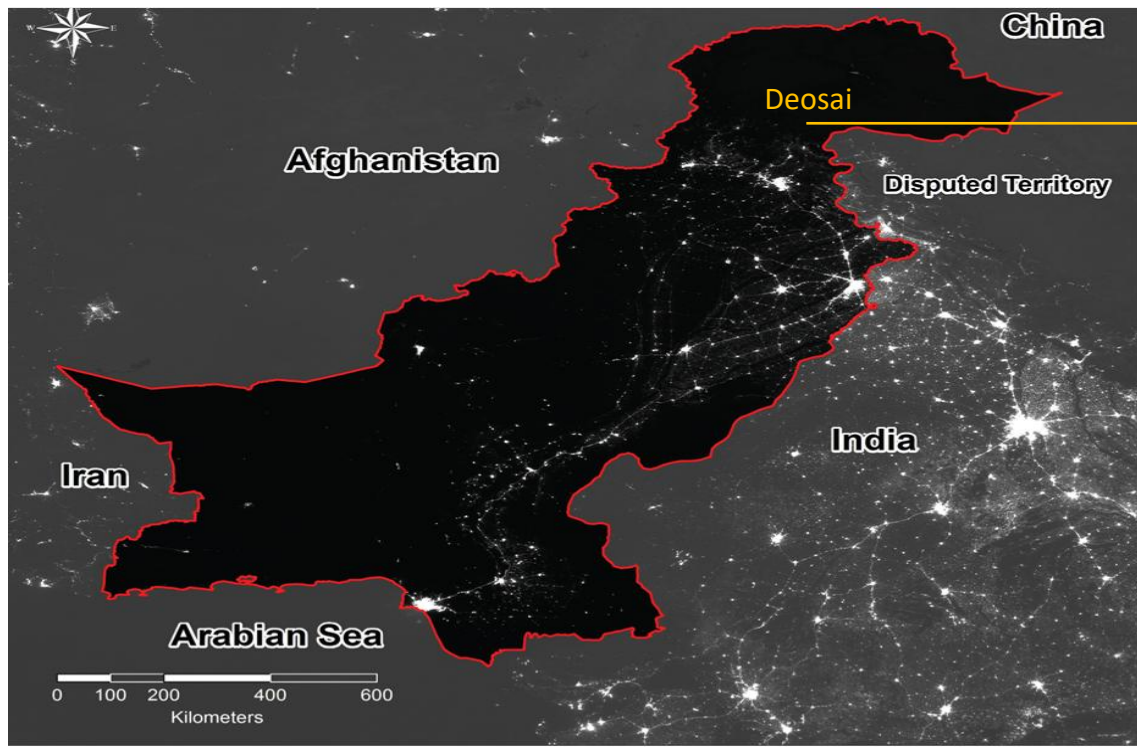 W E
S
China
Deosai
Afghanistan
Disputed Territory
India
Iran
Arabian Sea
0 100 200 400 600
Kilometers